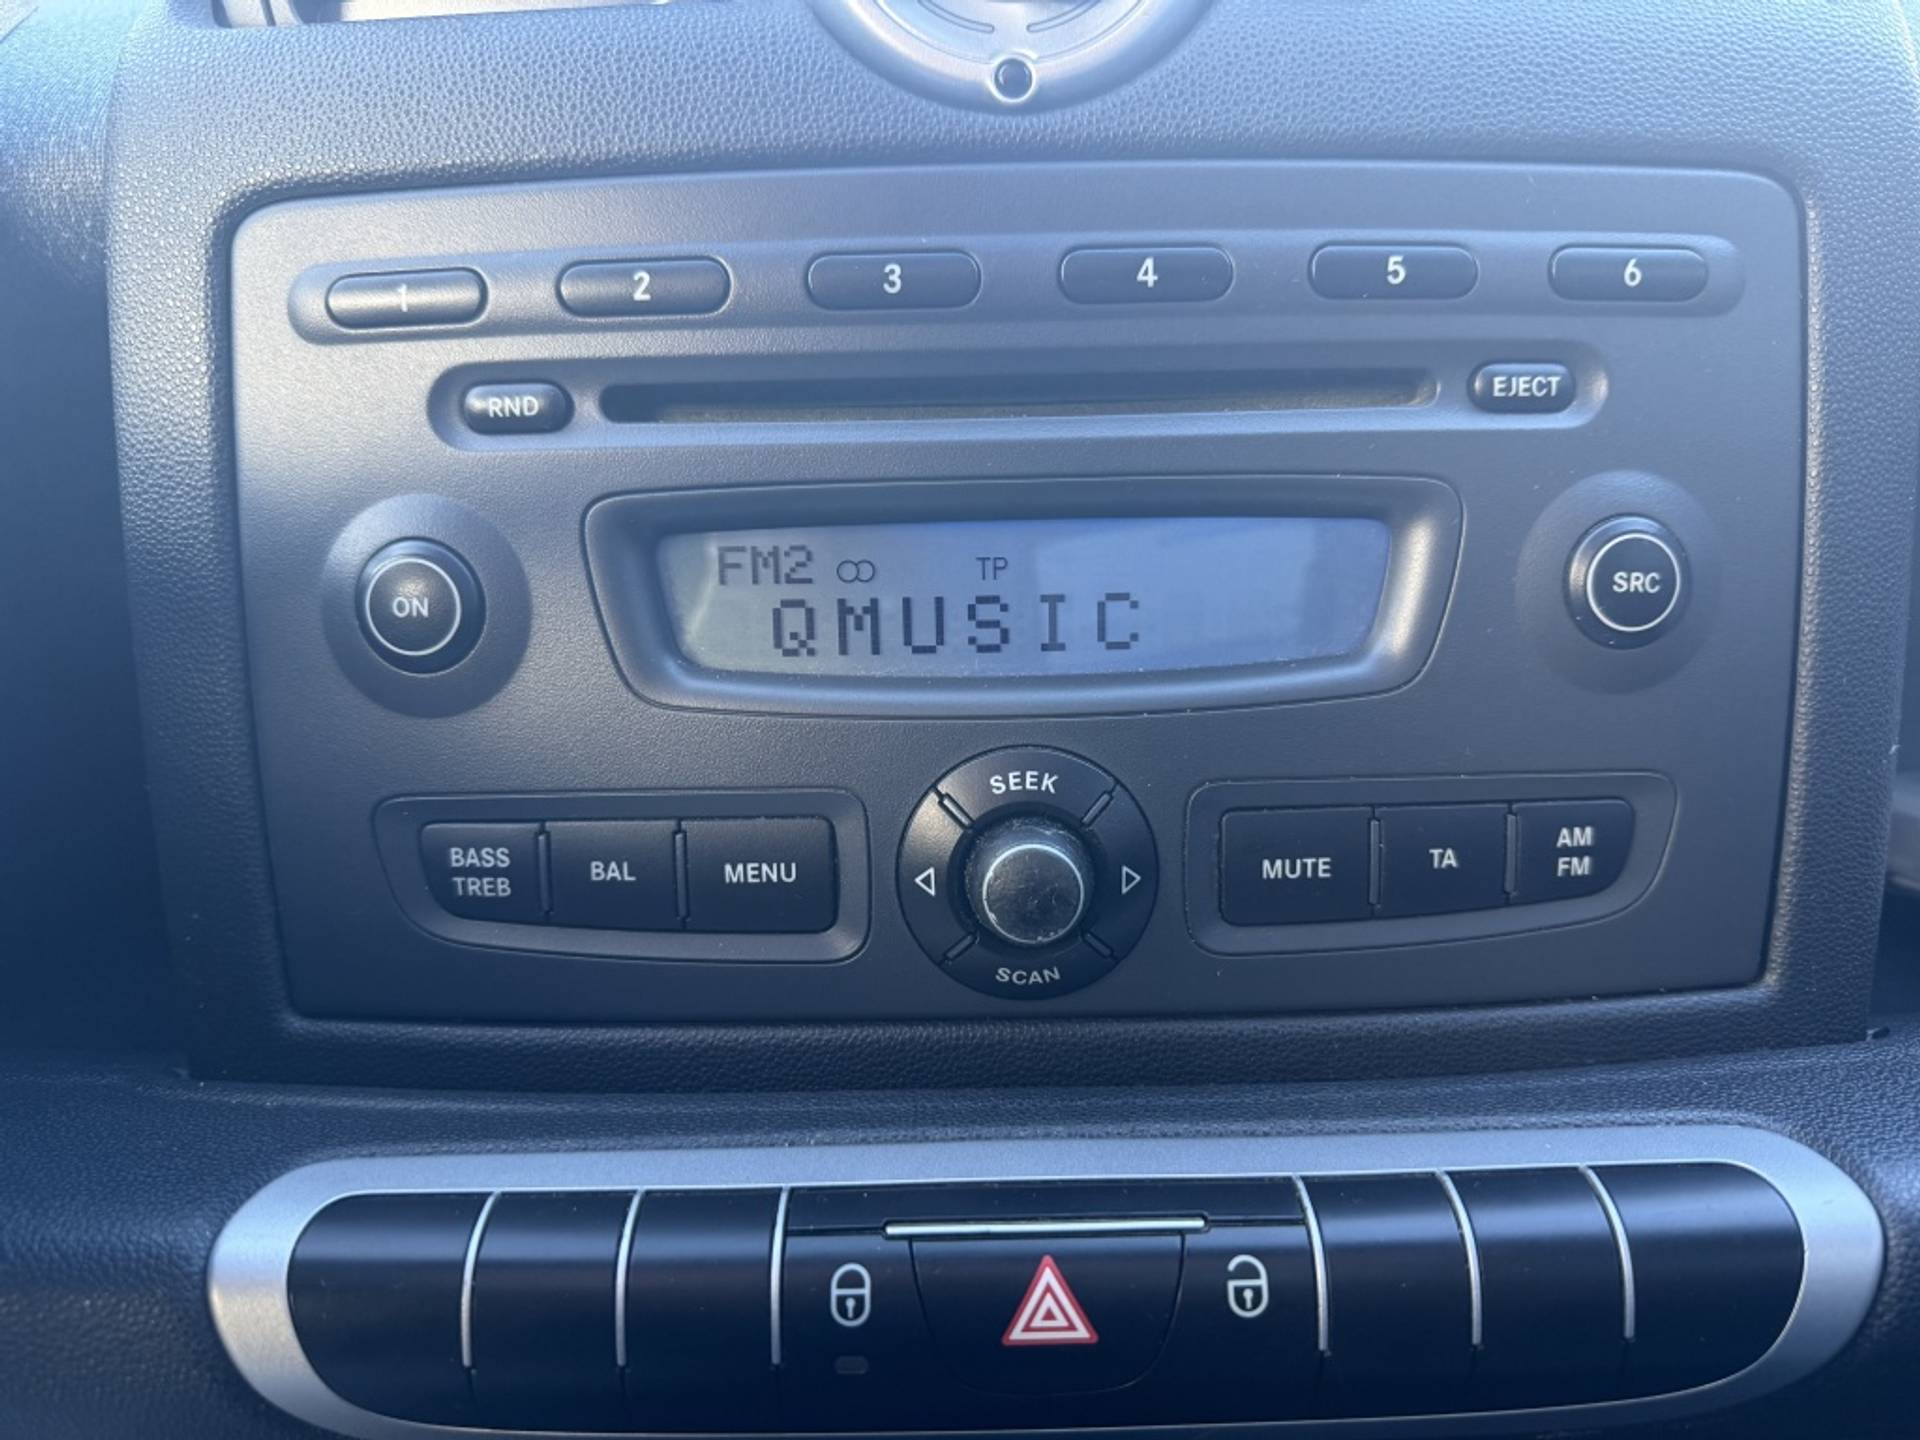 1 2 3 4 5 6
RND EJECT
FM2 TP
QMUSIC
ON
SRC
SEEK
SCAN
BASS
TREB
BAL
MENU
MUTE
TA
AM
FM